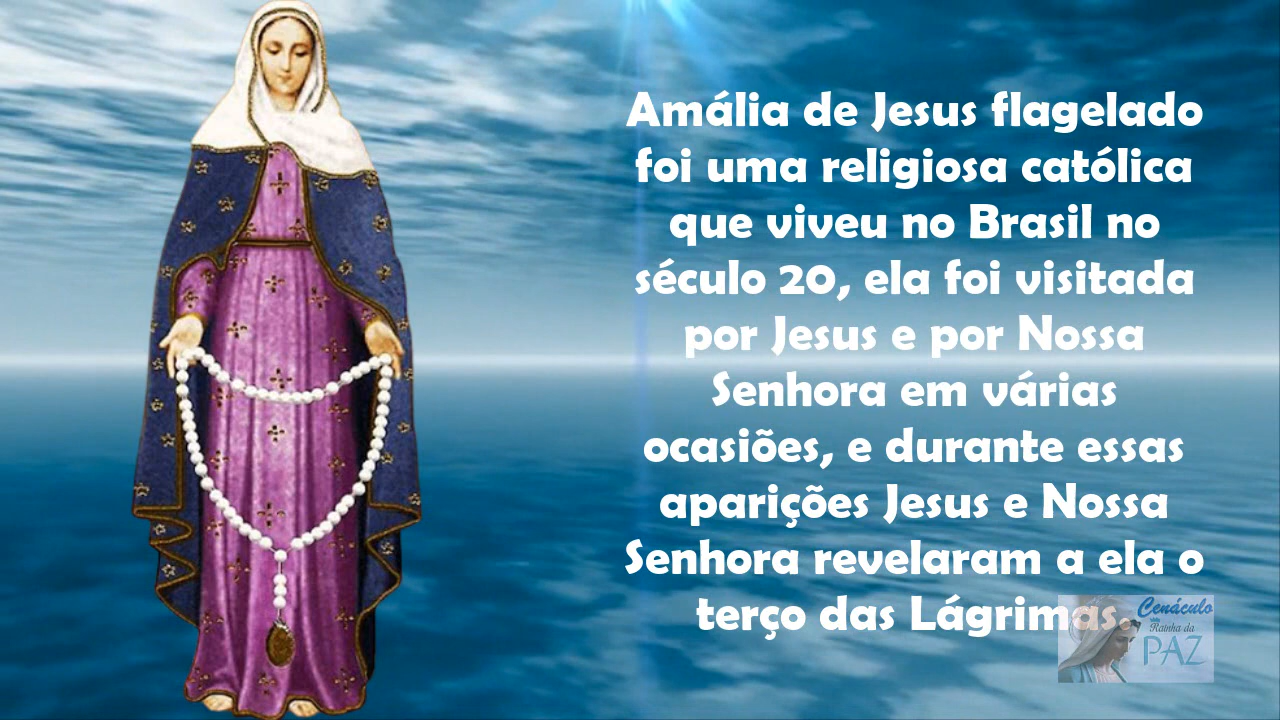 Amália de Jesus flagelado
foi uma religiosa católica
que viveu no Brasil no
século 20, ela foi visitada
por Jesus e por Nossa
Senhora em várias
ocasiões, e durante essas
aparições Jesus e Nossa
Senhora revelaram a ela o
terço das Lágrimas.
Cenáculo
Rainha da
PAZ